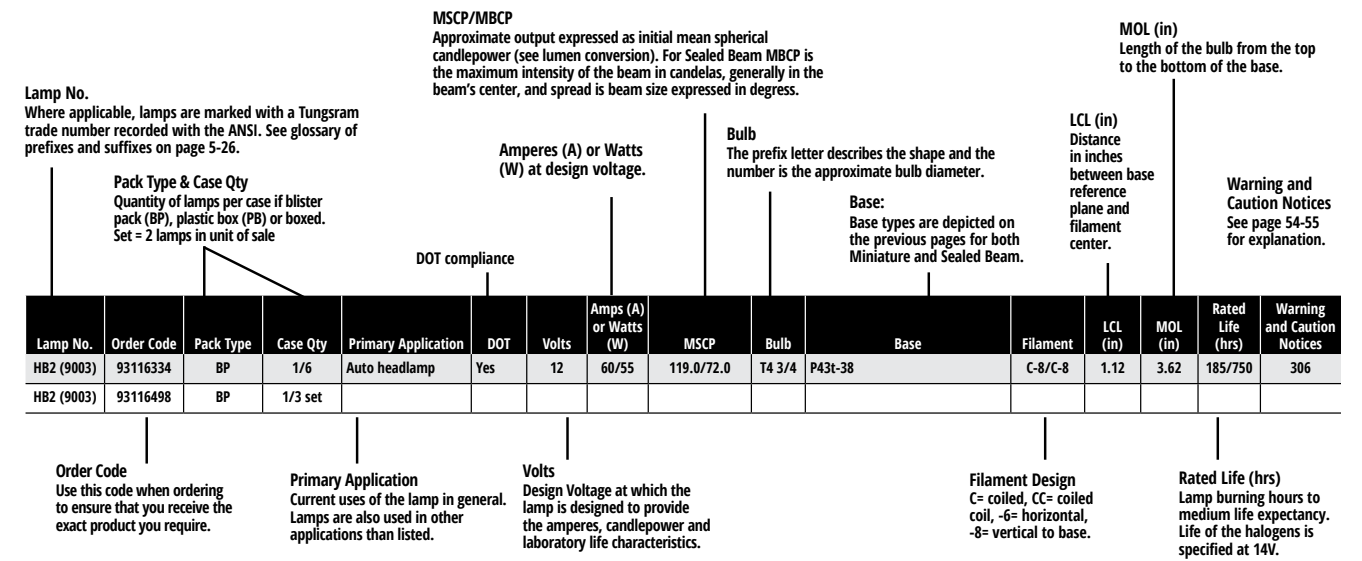 MSCP/MBCP
Approximate output expressed as initial mean spherical
candlepower (see lumen conversion). For Sealed Beam MBCP is
the maximum intensity of the beam in candelas, generally in the
beam's center, and spread is beam size expressed in degress.
MOL (in)
Length of the bulb from the top
to the bottom of the base.
Lamp No.
Where applicable, lamps are marked with a Tungsram
trade number recorded with the ANSI. See glossary of
prefixes and suffixes on page 5-26.
Pack Type & Case Qty
Quantity of lamps per case if blister
pack (BP), plastic box (PB) or boxed.
Set = 2 lamps in unit of sale
DOT compliance
Amperes (A) or Watts
(W) at design voltage.
Bulb
The prefix letter describes the shape and the
number is the approximate bulb diameter.
Base:
Base types are depicted on
the previous pages for both
Miniature and Sealed Beam.
LCL (in)
Distance
in inches
between base
reference
plane and
filament
center.
Warning and
Caution Notices
See page 54-55
for explanation.
Lamp No. Order Code Pack Type Case Qty Primary Application DOT Volts Amps (A) or Watts (W) MSCP Bulb Base Filament LCL (in) MOL (in) Rated Life (hrs) Warning and Caution Notices
HB2 (9003) 93116334 BP 1/6 Auto headlamp Yes 12 60/55 119.0/72.0 T4 3/4 P43t-38 C-8/C-8 1.12 3.62 185/750 306
HB2 (9003) 93116498 BP 1/3 set
Order Code
Use this code when ordering
to ensure that you receive the
exact product you require.
Primary Application
Current uses of the lamp in general.
Lamps are also used in other
applications than listed.
Volts
Design Voltage at which the
lamp is designed to provide
the amperes, candlepower and
laboratory life characteristics.
Filament Design
C= coiled, CC= coiled
coil, -6= horizontal,
-8= vertical to base.
Rated Life (hrs)
Lamp burning hours to
medium life expectancy.
Life of the halogens is
specified at 14V.